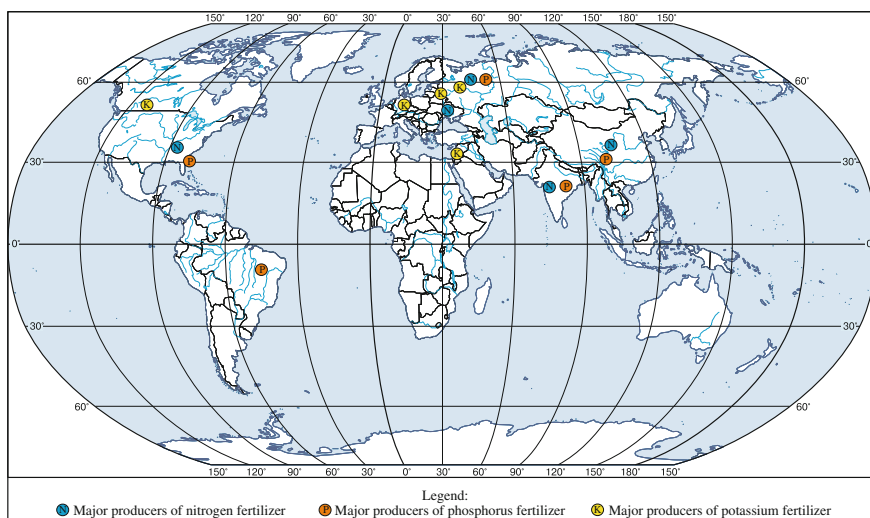 150° 120° 90° 60° 30° 0° 30° 60° 90° 120° 150° 180° 150°
N P
K K K 60° 60°
K N
N N
30° P K P 30°
N P
0° 0°
P
30° 30°
60° 60°
150° 120° 90° 60° 30° 0° 30° 60° 90° 120° 150° 180° 150°
Legend:
N Major producers of nitrogen fertilizer P Major producers of phosphorus fertilizer K Major producers of potassium fertilizer